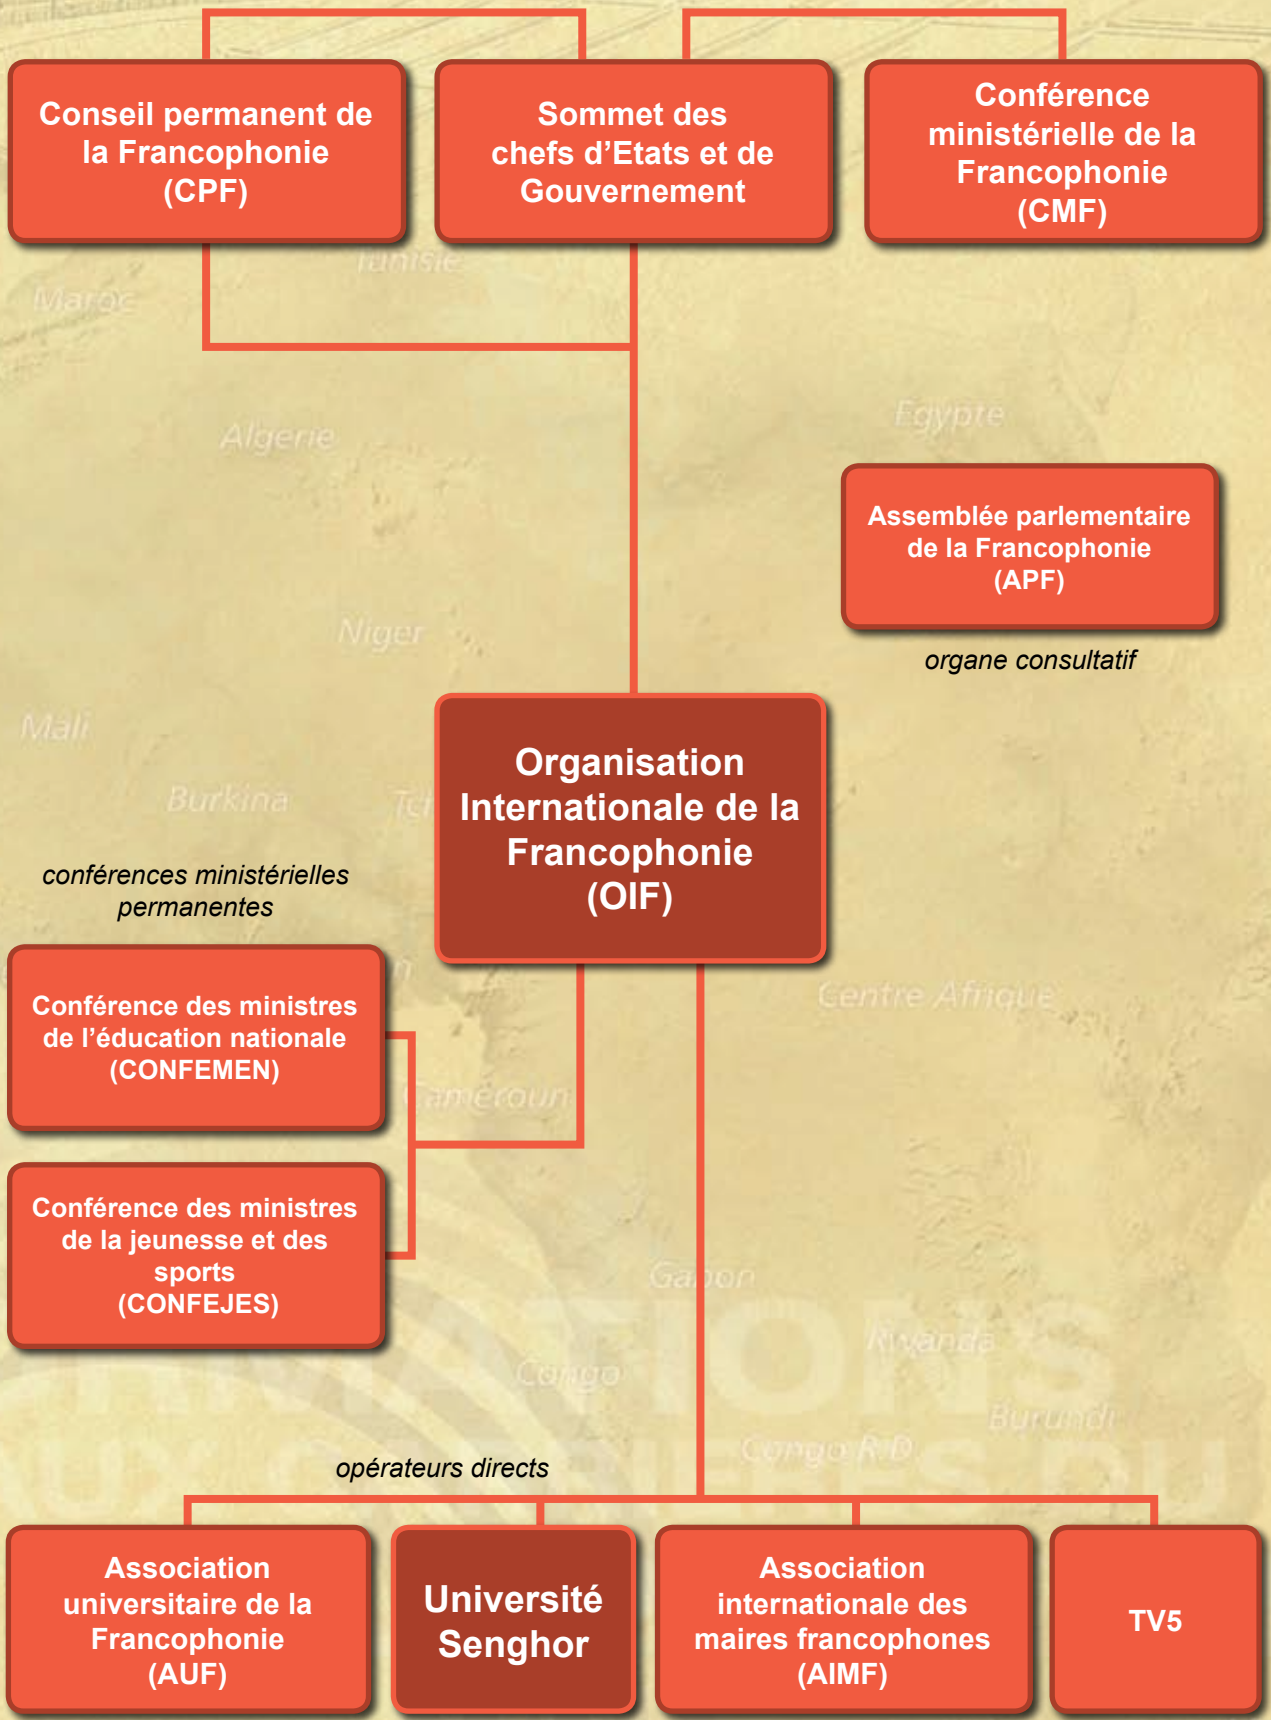 Conseil permanent de
la Francophonie
(CPF)
Sommet des
chefs d’Etats et de
Gouvernement
Conférence
ministérielle de la
Francophonie
(CMF)
Tunisie
Maroc
Algerie
Egypte
Assemblée parlementaire
de la Francophonie
(APF)
organe consultatif
Niger
Mali
Burkina
Organisation
Internationale de la
Francophonie
(OIF)
conférences ministérielles
permanentes
Conférence des ministres
de l’éducation nationale
(CONFEMEN)
Centre Afrique
Cameroun
Conférence des ministres
de la jeunesse et des
sports
(CONFEJES)
Gabon
Rwanda
Congo
Burundi
Congo R.D
opérateurs directs
Association
universitaire de la
Francophonie
(AUF)
Université
Senghor
Association
internationale des
maires francophones
(AIMF)
TV5